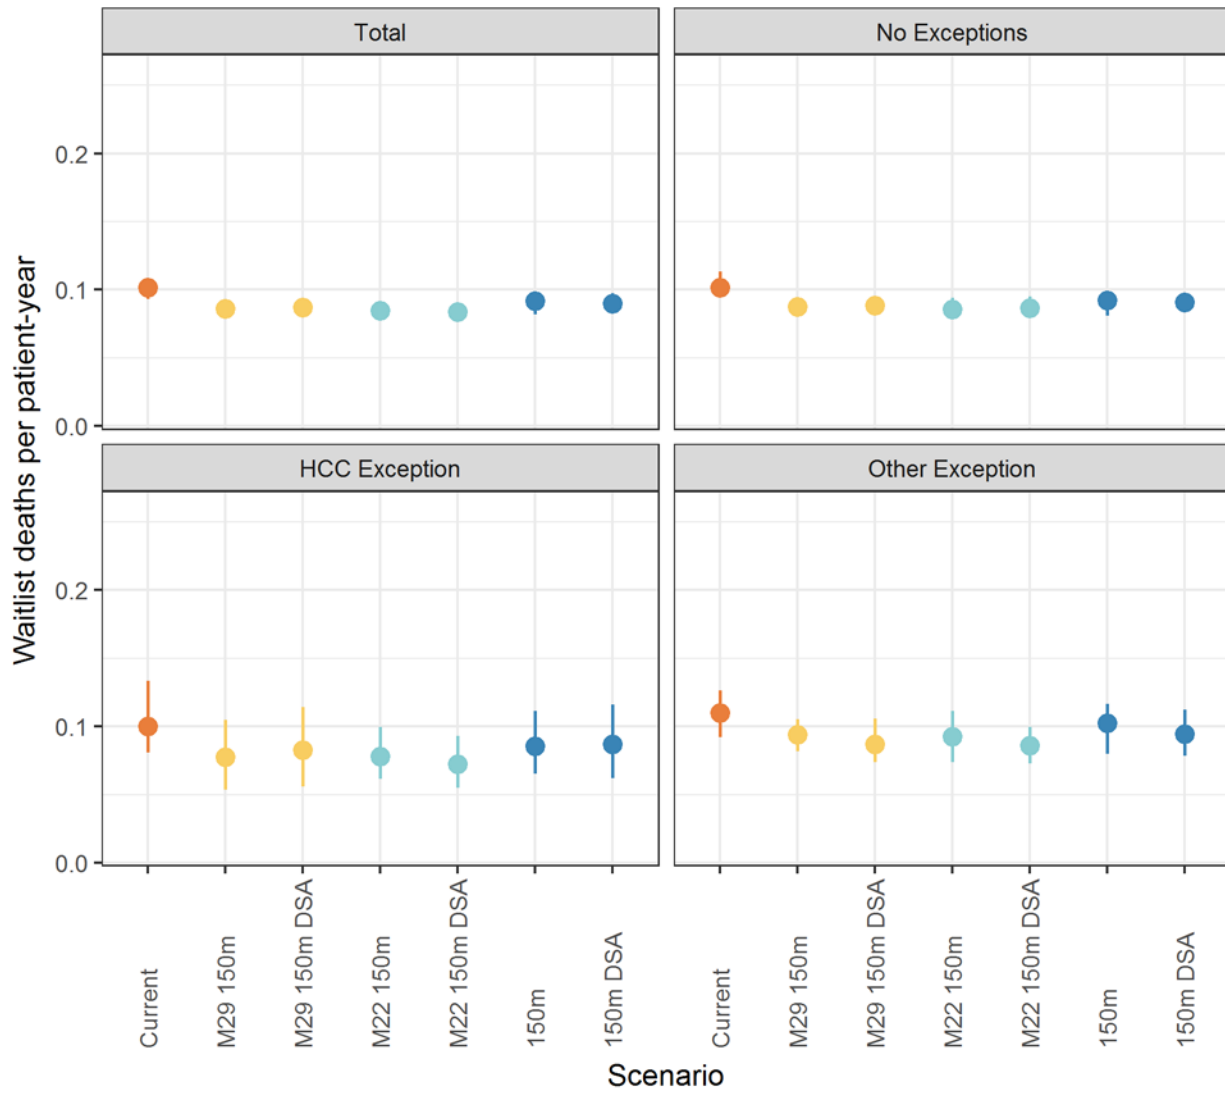 Total
No Exceptions
0.2
0.1
0.0
HCC Exception
Other Exception
0.2
0.1
0.0
Waitlist deaths per patient-year
Current
M29 150m
M29 150m DSA
M22 150m
M22 150m DSA
150m
150m DSA
Current
M29 150m
M29 150m DSA
M22 150m
M22 150m DSA
150m
150m DSA
Scenario